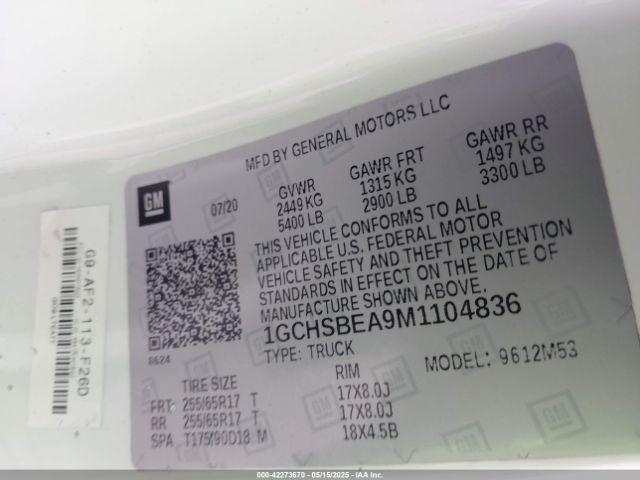 MFD BY GENERAL MOTORS LLC
GM
07/20
GVWR GAWR FRT GAWR RR
2449 KG 1315 KG 1497 KG
5400 LB 2900 LB 3300 LB
THIS VEHICLE CONFORMS TO ALL
APPLICABLE U.S. FEDERAL MOTOR
VEHICLE SAFETY AND THEFT PREVENTION
STANDARDS IN EFFECT ON THE DATE OF
MANUFACTURE SHOWN ABOVE.
1GCHSBEA9M1104836
8624
TYPE: TRUCK MODEL: 9612M53
TIRE SIZE RIM
FRT 255/65R17 T 17X8.0J
RR 255/65R17 T 17X8.0J
SPA T175/90D18 M 18X4.5B
G9-AF2-113-F26D
000-42273670 - 05/15/2025 - IAAI.COM